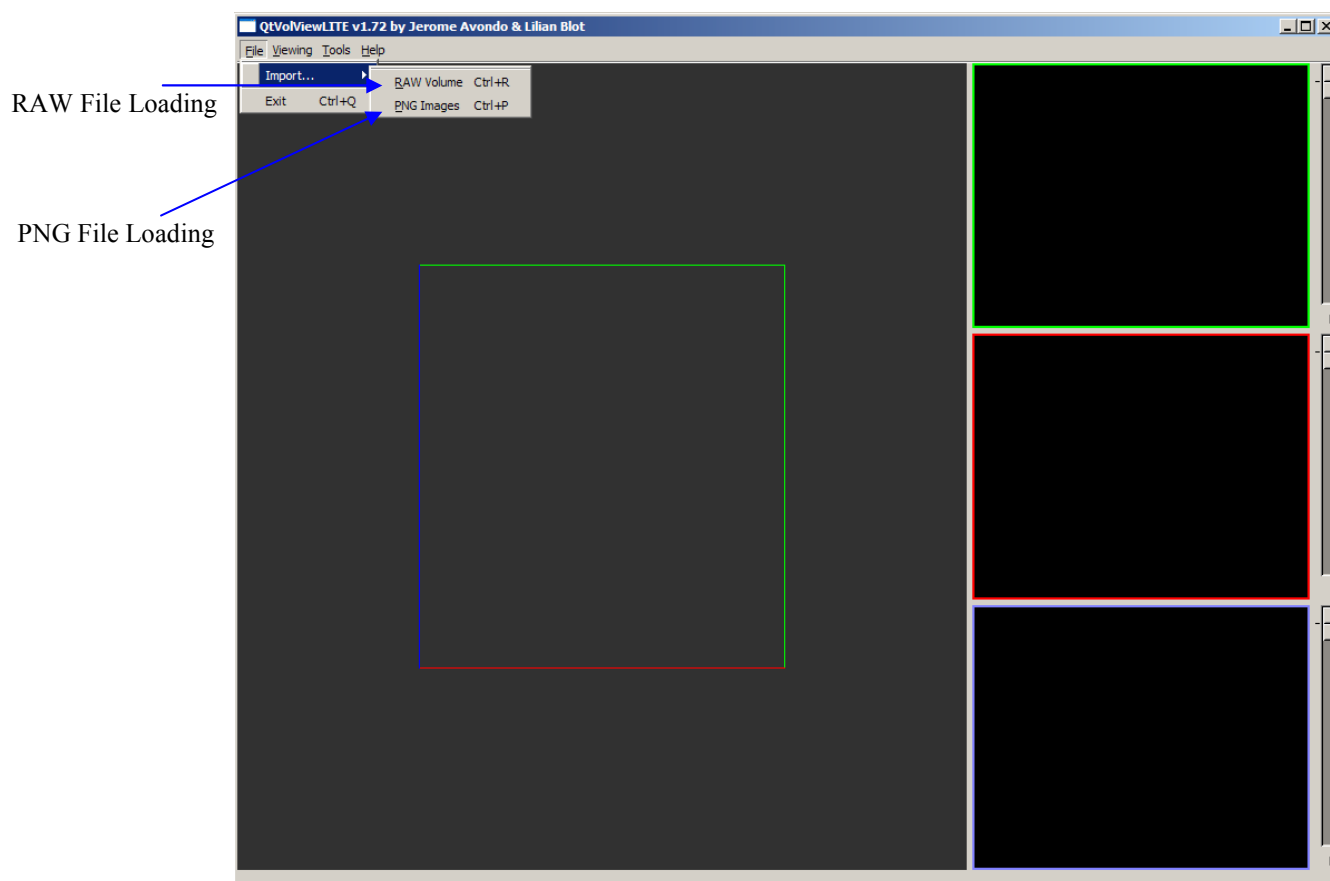 QtVolViewLITE v1.72 by Jerome Avondo & Lilian Blot
File Viewing Tools Help
Import...
Exit Ctrl+Q
RAW Volume Ctrl+R
PNG Images Ctrl+P
RAW File Loading
PNG File Loading